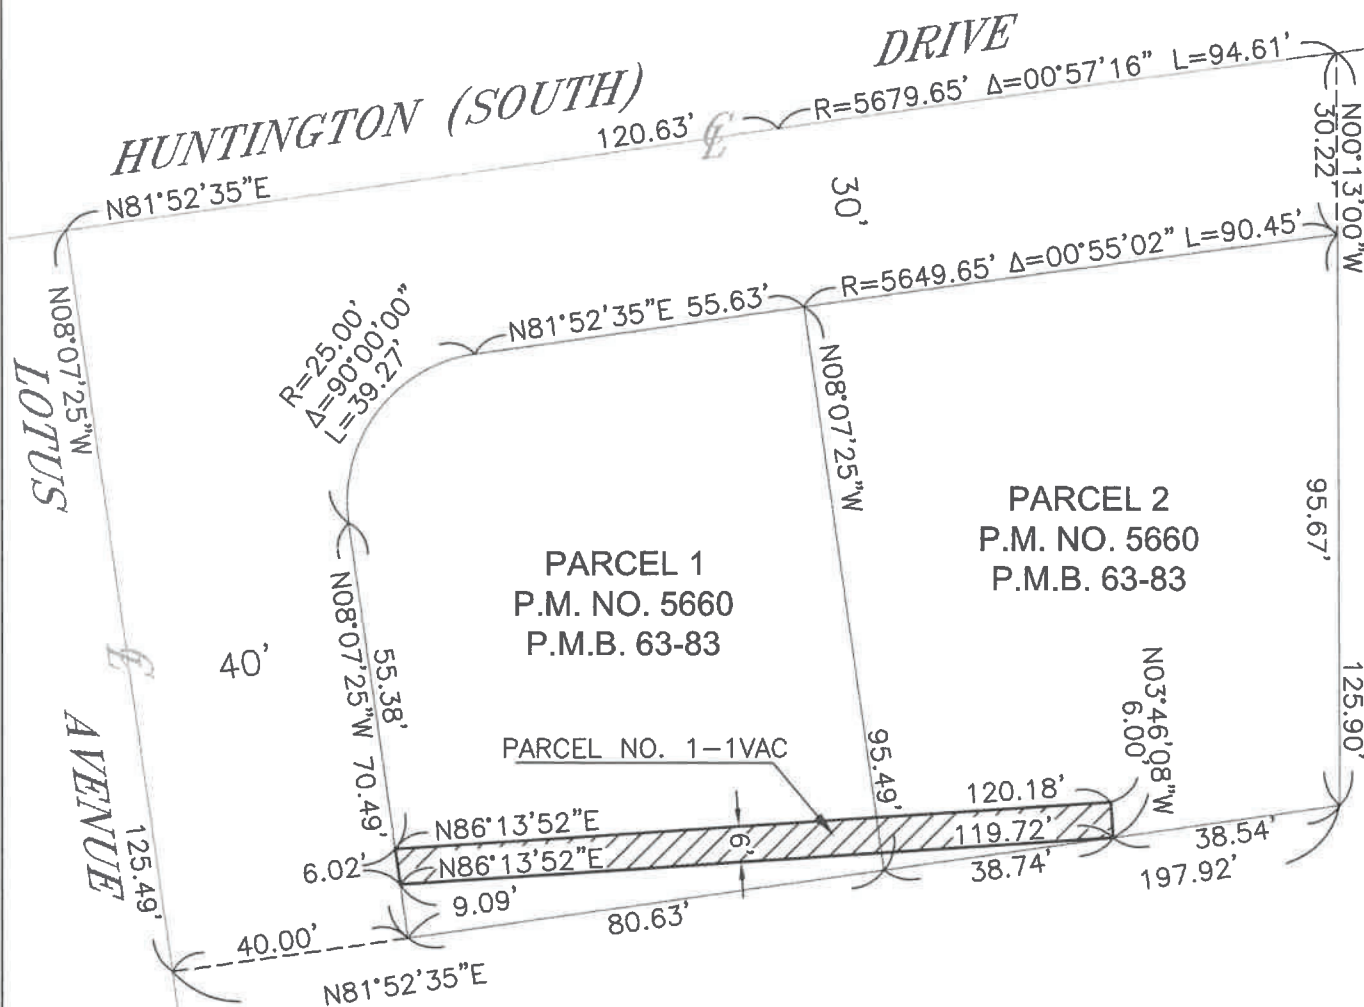 HUNTINGTON (SOUTH) DRIVE
N81°52'35"E
120.63'
℄
R=5679.65' Δ=00°57'16" L=94.61'
N00°13'00"W
30.22'
30'
R=5649.65' Δ=00°55'02" L=90.45'
N81°52'35"E 55.63'
R=25.00'
Δ=90°00'00"
L=39.27'
N08°07'25"W
LOTUS AVENUE
℄
125.49'
40'
N08°07'25"W 70.49'
55.38'
N08°07'25"W
95.49'
PARCEL 1
P.M. NO. 5660
P.M.B. 63-83
PARCEL 2
P.M. NO. 5660
P.M.B. 63-83
95.67'
125.90'
N03°46'08"W
6.00'
PARCEL NO. 1-1VAC
120.18'
N86°13'52"E
6'
119.72'
N86°13'52"E
6.02'
9.09'
38.74'
38.54'
197.92'
80.63'
40.00'
N81°52'35"E